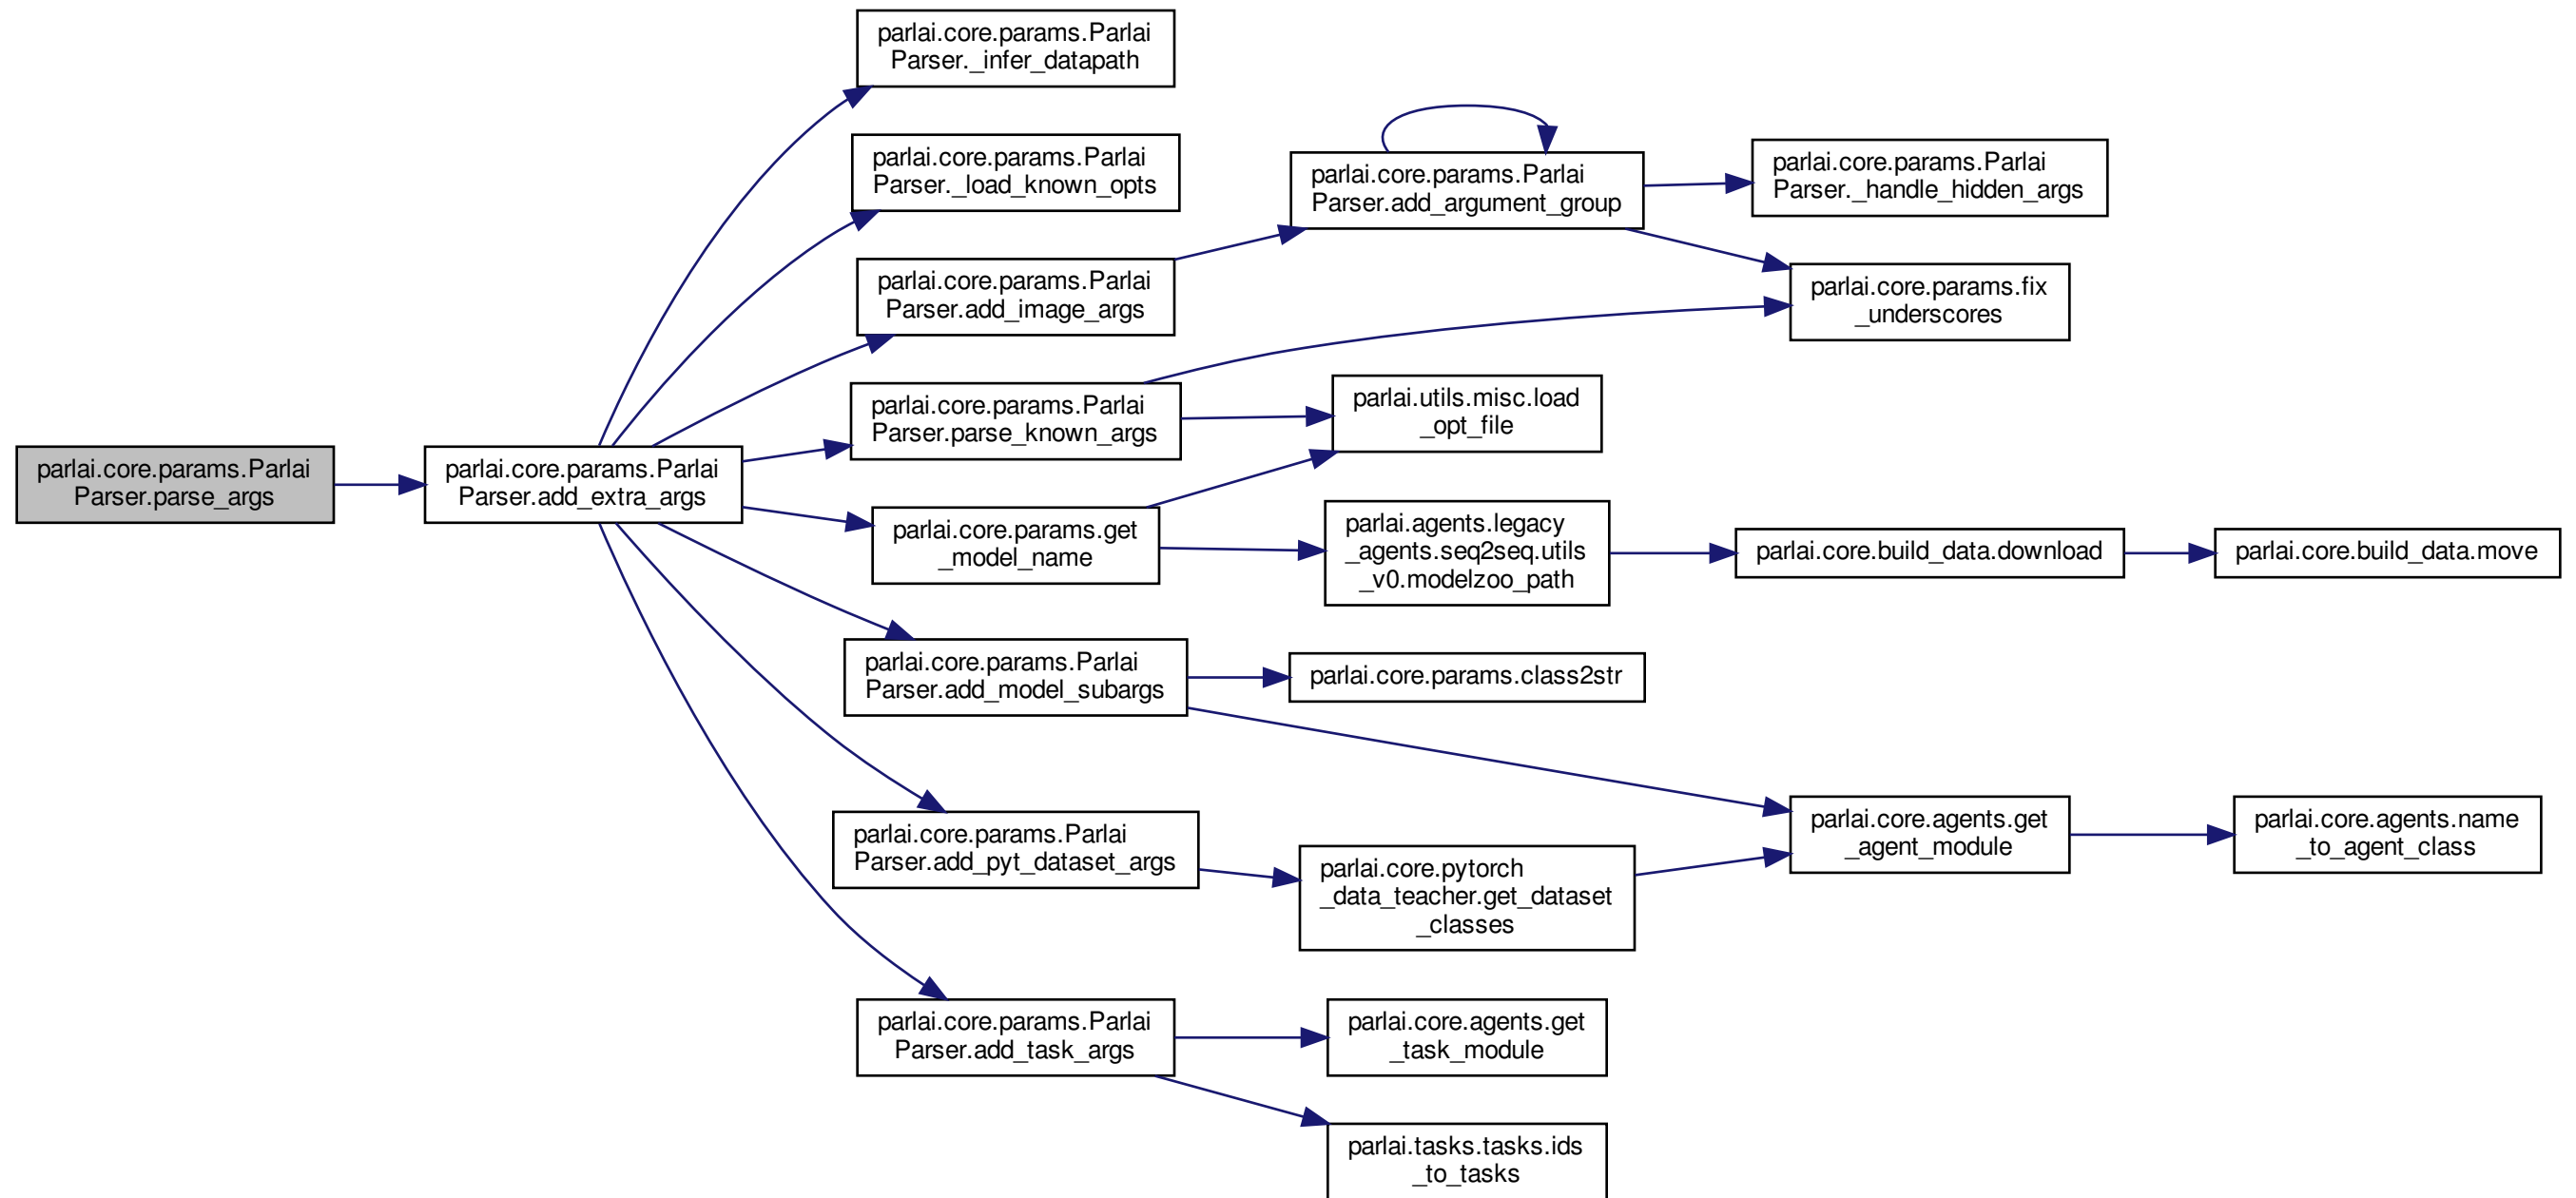 parlai.core.params.Parlai
Parser._infer_datapath
parlai.core.params.Parlai
Parser._load_known_opts
parlai.core.params.Parlai
Parser.add_argument_group
parlai.core.params.Parlai
Parser._handle_hidden_args
parlai.core.params.Parlai
Parser.add_image_args
parlai.core.params.fix
_underscores
parlai.core.params.Parlai
Parser.parse_known_args
parlai.utils.misc.load
_opt_file
parlai.core.params.Parlai
Parser.parse_args
parlai.core.params.Parlai
Parser.add_extra_args
parlai.core.params.get
_model_name
parlai.agents.legacy
_agents.seq2seq.utils
_v0.modelzoo_path
parlai.core.build_data.download
parlai.core.build_data.move
parlai.core.params.Parlai
Parser.add_model_subargs
parlai.core.params.class2str
parlai.core.params.Parlai
Parser.add_pyt_dataset_args
parlai.core.pytorch
_data_teacher.get_dataset
_classes
parlai.core.agents.get
_agent_module
parlai.core.agents.name
_to_agent_class
parlai.core.params.Parlai
Parser.add_task_args
parlai.core.agents.get
_task_module
parlai.tasks.tasks.ids
_to_tasks